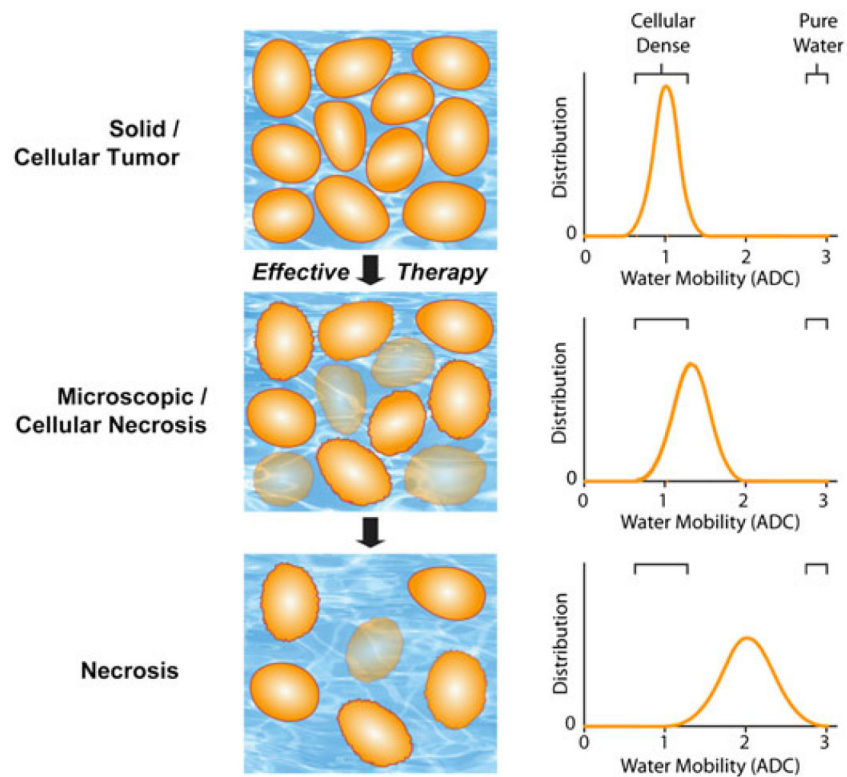 Cellular
Dense
Pure
Water
Solid /
Cellular Tumor
Distribution
0
0 1 2 3
Water Mobility (ADC)
Effective Therapy
Microscopic /
Cellular Necrosis
Distribution
0
0 1 2 3
Water Mobility (ADC)
Necrosis
Distribution
0
0 1 2 3
Water Mobility (ADC)